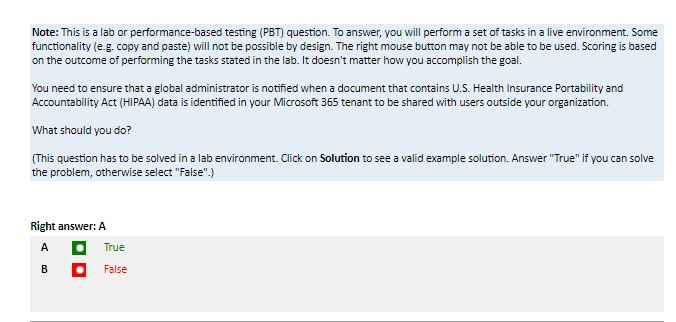 Note: This is a lab or performance-based testing (PBT) question. To answer, you will perform a set of tasks in a live environment. Some
functionality (e.g. copy and paste) will not be possible by design. The right mouse button may not be able to be used. Scoring is based
on the outcome of performing the tasks stated in the lab. It doesn't matter how you accomplish the goal.
You need to ensure that a global administrator is notified when a document that contains U.S. Health Insurance Portability and
Accountability Act (HIPAA) data is identified in your Microsoft 365 tenant to be shared with users outside your organization.
What should you do?
(This question has to be solved in a lab environment. Click on Solution to see a valid example solution. Answer "True" if you can solve
the problem, otherwise select "False".)
Right answer: A
A True
B False